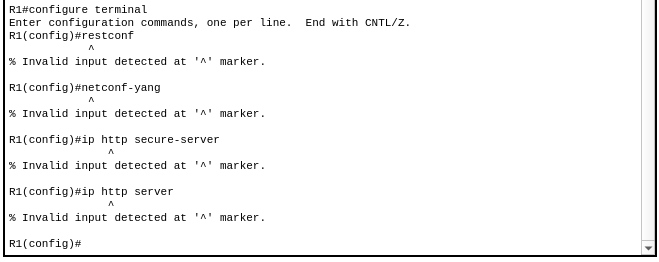 R1#configure terminal
Enter configuration commands, one per line.  End with CNTL/Z.
R1(config)#restconf
            ^
% Invalid input detected at '^' marker.

R1(config)#netconf-yang
            ^
% Invalid input detected at '^' marker.

R1(config)#ip http secure-server
               ^
% Invalid input detected at '^' marker.

R1(config)#ip http server
               ^
% Invalid input detected at '^' marker.

R1(config)#